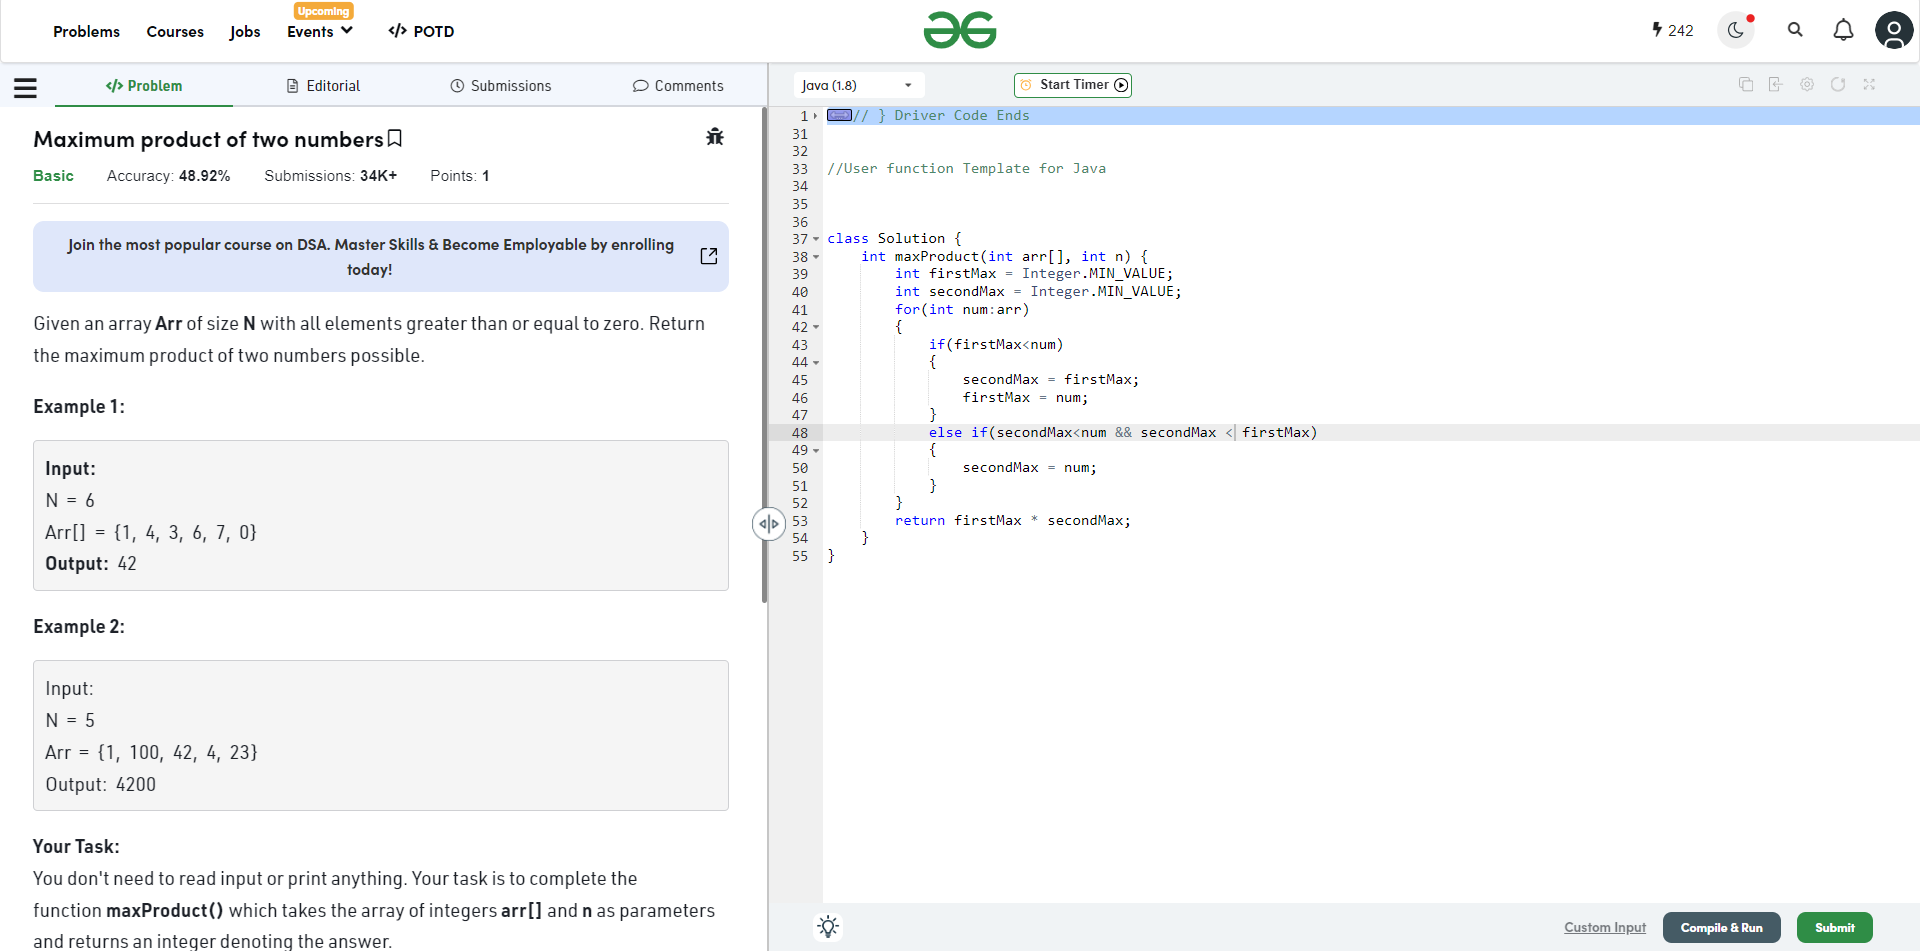 Upcoming
Problems Courses Jobs Events </> POTD
242
</> Problem Editorial Submissions Comments
Java (1.8) Start Timer
Maximum product of two numbers
Basic Accuracy: 48.92% Submissions: 34K+ Points: 1
Join the most popular course on DSA. Master Skills & Become Employable by enrolling
today!
Given an array Arr of size N with all elements greater than or equal to zero. Return
the maximum product of two numbers possible.
Example 1:
Input:
N = 6
Arr[] = {1, 4, 3, 6, 7, 0}
Output: 42
Example 2:
Input:
N = 5
Arr = {1, 100, 42, 4, 23}
Output: 4200
Your Task:
You don't need to read input or print anything. Your task is to complete the
function maxProduct() which takes the array of integers arr[] and n as parameters
and returns an integer denoting the answer.
1 // } Driver Code Ends
31
32
33 //User function Template for Java
34
35
36
37 class Solution {
38 int maxProduct(int arr[], int n) {
39 int firstMax = Integer.MIN_VALUE;
40 int secondMax = Integer.MIN_VALUE;
41 for(int num:arr)
42 {
43 if(firstMax<num)
44 {
45 secondMax = firstMax;
46 firstMax = num;
47 }
48 else if(secondMax<num && secondMax < firstMax)
49 {
50 secondMax = num;
51 }
52 }
53 return firstMax * secondMax;
54 }
55 }
Custom Input Compile & Run Submit